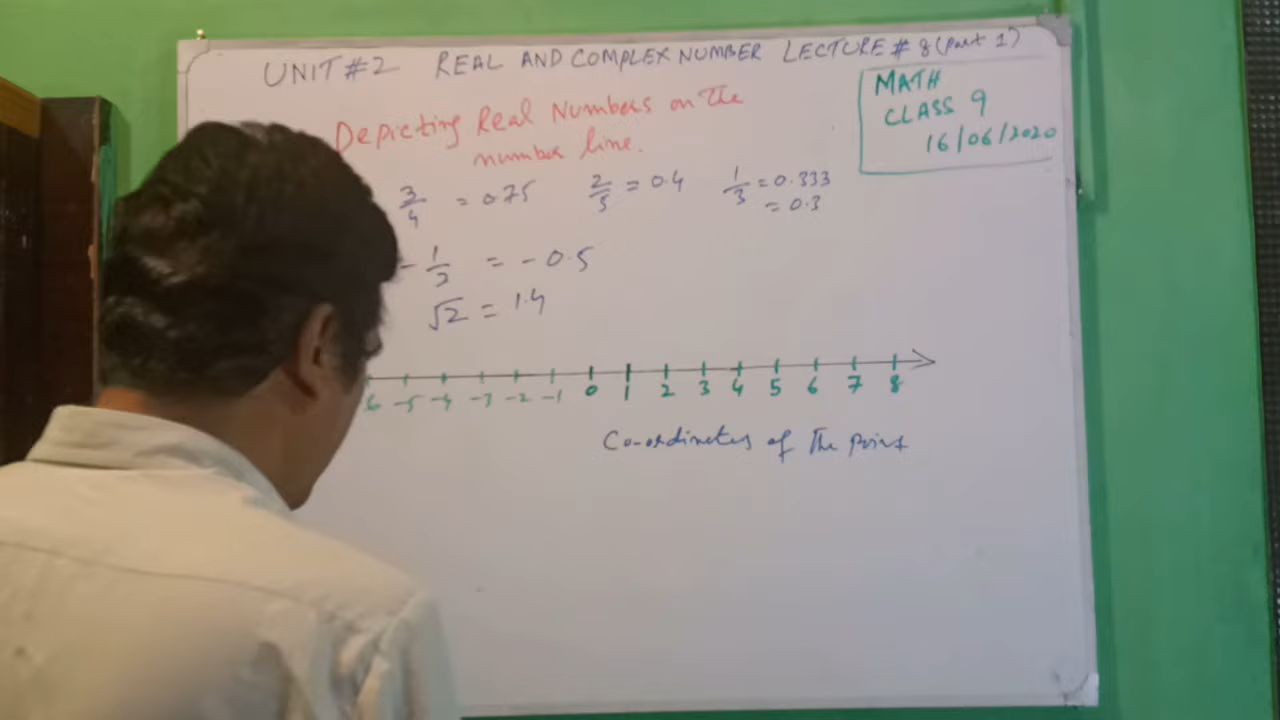 UNIT #2 REAL AND COMPLEX NUMBER LECTURE # 8 (Part 1)
MATH
CLASS 9
16/06/2020
Depicting Real Numbers on The
number line.
3/4 = 0.75 2/5 = 0.4 1/3 = 0.333
= 0.3
-1/2 = -0.5
√2 = 1.4
-6 -5 -4 -3 -2 -1 0 1 2 3 4 5 6 7 8
Co-ordinates of The point